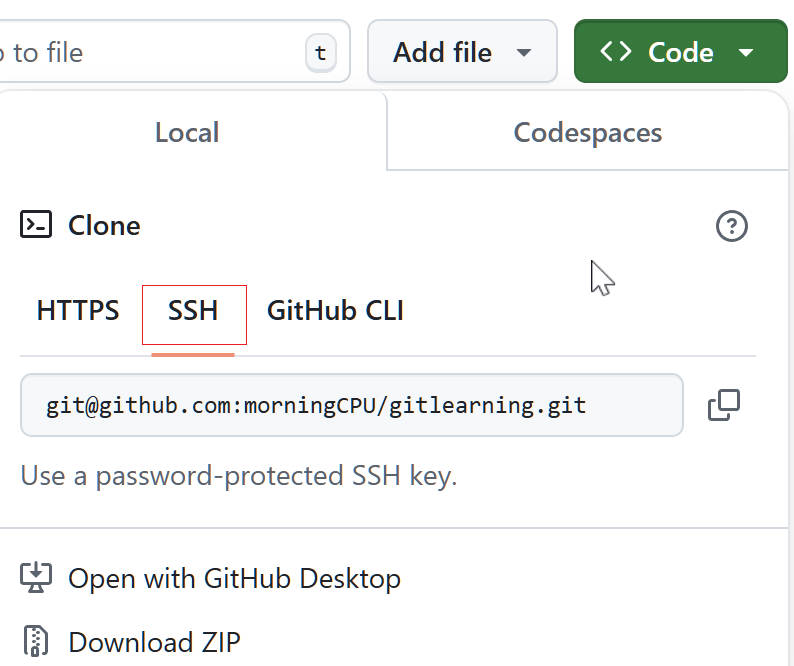 to file
t
Add file
Code
Local
Codespaces
Clone
HTTPS
SSH
GitHub CLI
git@github.com:morningCPU/gitlearning.git
Use a password-protected SSH key.
Open with GitHub Desktop
Download ZIP